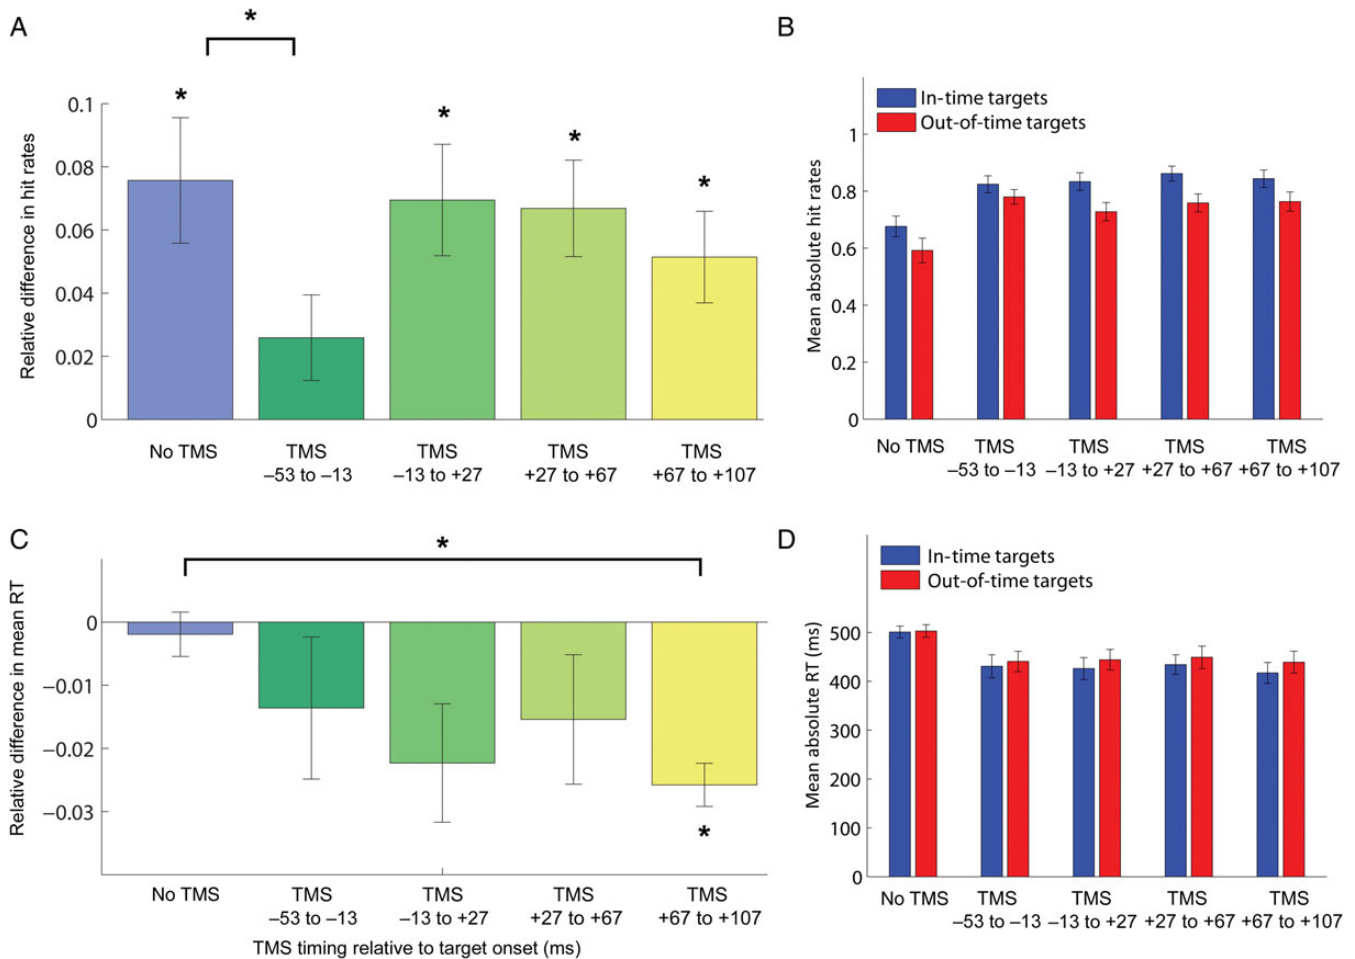 A
*
*
*
*
*
Relative difference in hit rates
0.1
0.08
0.06
0.04
0.02
0
No TMS
TMS
–53 to –13
TMS
–13 to +27
TMS
+27 to +67
TMS
+67 to +107
B
In-time targets
Out-of-time targets
Mean absolute hit rates
1
0.8
0.6
0.4
0.2
0
No TMS
TMS
–53 to –13
TMS
–13 to +27
TMS
+27 to +67
TMS
+67 to +107
C
*
Relative difference in mean RT
0
–0.01
–0.02
–0.03
*
No TMS
TMS
–53 to –13
TMS
–13 to +27
TMS
+27 to +67
TMS
+67 to +107
TMS timing relative to target onset (ms)
D
In-time targets
Out-of-time targets
Mean absolute RT (ms)
500
400
300
200
100
0
No TMS
TMS
–53 to –13
TMS
–13 to +27
TMS
+27 to +67
TMS
+67 to +107